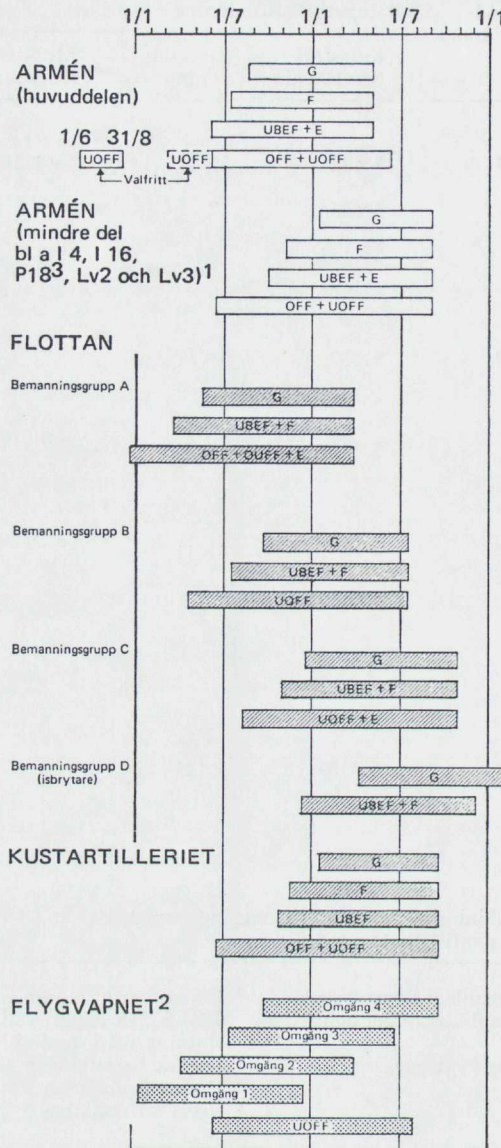 1/1 1/7 1/1 1/7 1/1
ARMÉN
(huvuddelen)
G
F
UBEF + E
1/6 31/8
UOFF UOFF OFF + UOFF
Valfritt
ARMÉN
(mindre del
bl a I 4, I 16,
P18³, Lv2 och Lv3)¹
G
F
UBEF + E
OFF + UOFF
FLOTTAN
Bemanningsgrupp A
G
UBEF + F
OFF + OUFF + E
Bemanningsgrupp B
G
UBEF + F
UOFF
Bemanningsgrupp C
G
UBEF + F
UOFF + E
Bemanningsgrupp D
(isbrytare)
G
UBEF + F
KUSTARTILLERIET
G
F
UBEF
OFF + UOFF
FLYGVAPNET²
Omgång 4
Omgång 3
Omgång 2
Omgång 1
UOFF